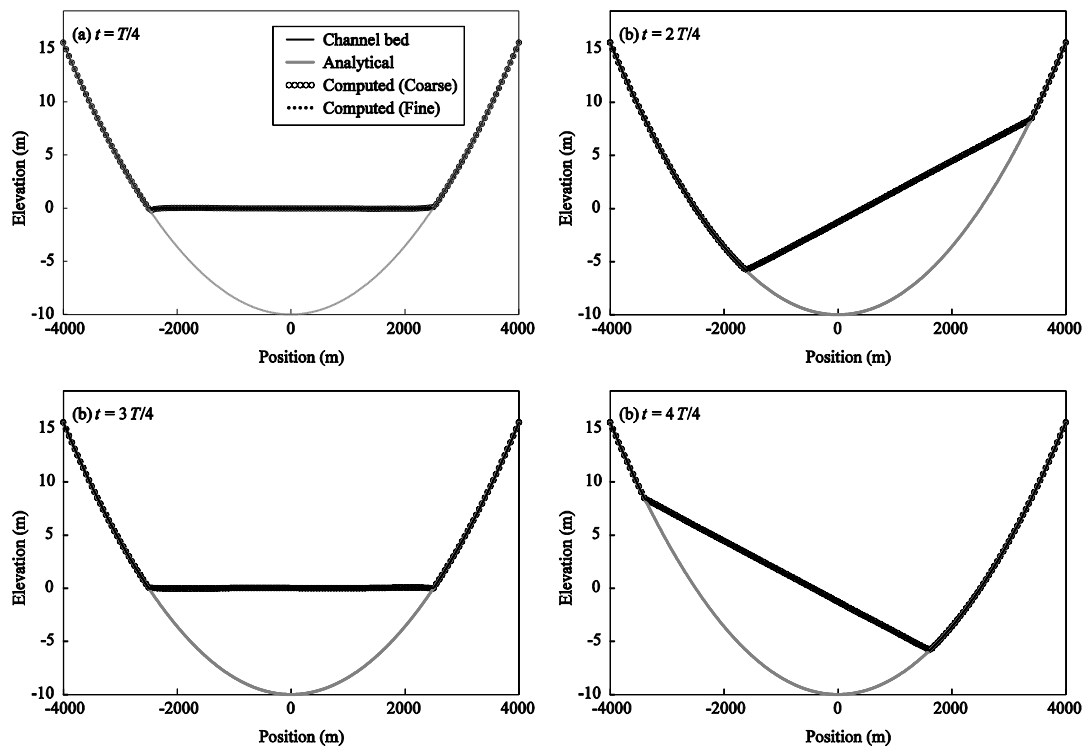 (a) t = T/4
Channel bed
Analytical
Computed (Coarse)
Computed (Fine)
15
10
5
0
-5
-10
Elevation (m)
-4000 -2000 0 2000 4000
Position (m)
(b) t = 2 T/4
15
10
5
0
-5
-10
Elevation (m)
-4000 -2000 0 2000 4000
Position (m)
(b) t = 3 T/4
15
10
5
0
-5
-10
Elevation (m)
-4000 -2000 0 2000 4000
Position (m)
(b) t = 4 T/4
15
10
5
0
-5
-10
Elevation (m)
-4000 -2000 0 2000 4000
Position (m)